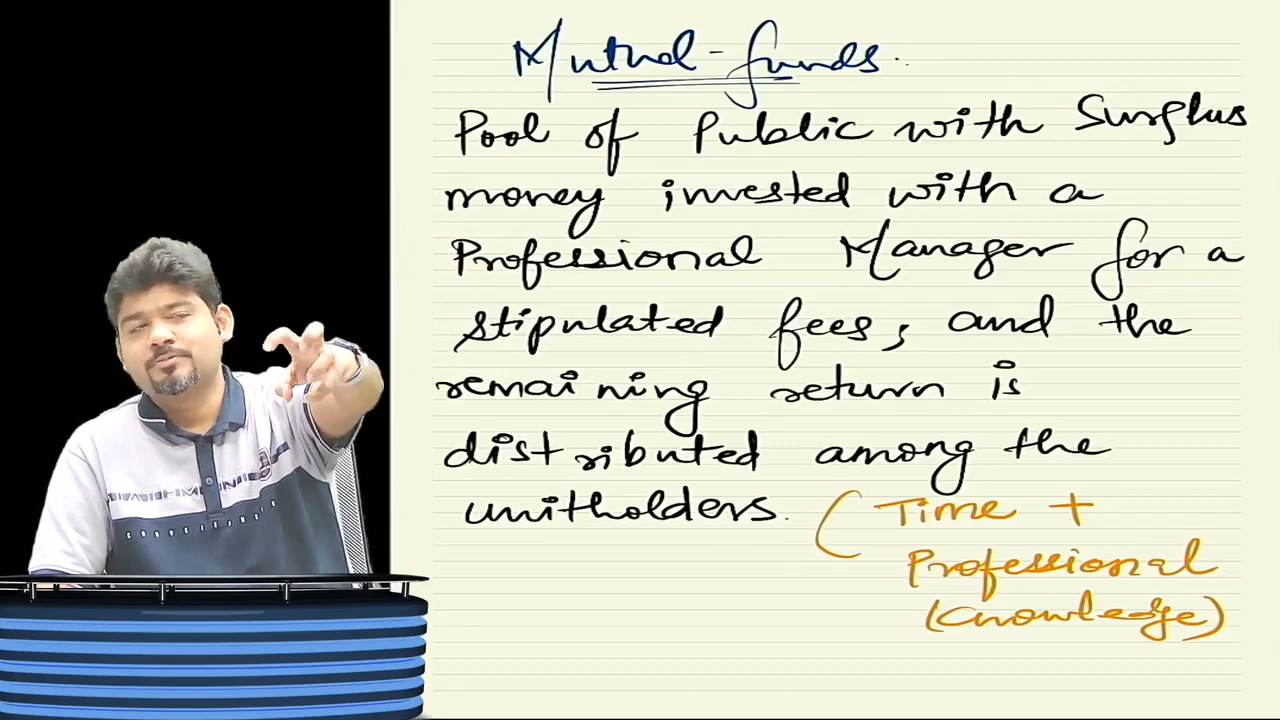 Mutual-funds.
Pool of Public with Surplus
money invested with a
Professional Manager for a
stipulated fees, and the
remaining return is
distributed among the
unitholders. (Time +
Professional
Knowledge)